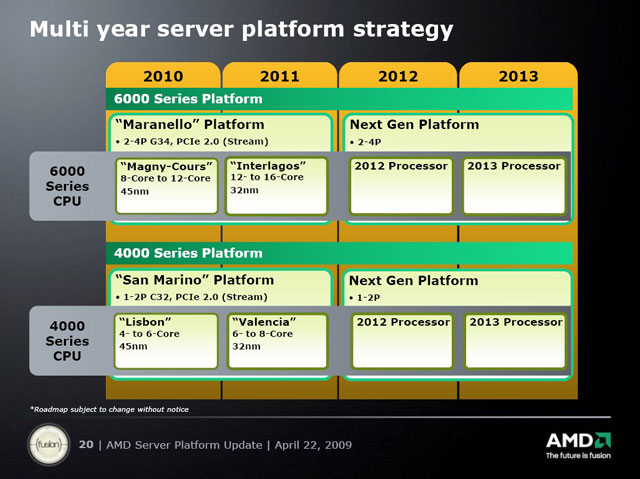 Multi year server platform strategy
2010 2011 2012 2013
6000 Series Platform
“Maranello” Platform
• 2-4P G34, PCIe 2.0 (Stream)
Next Gen Platform
• 2-4P
6000
Series
CPU
“Magny-Cours”
8-Core to 12-Core
45nm
“Interlagos”
12- to 16-Core
32nm
2012 Processor
2013 Processor
4000 Series Platform
“San Marino” Platform
• 1-2P C32, PCIe 2.0 (Stream)
Next Gen Platform
• 1-2P
4000
Series
CPU
“Lisbon”
4- to 6-Core
45nm
“Valencia”
6- to 8-Core
32nm
2012 Processor
2013 Processor
*Roadmap subject to change without notice
fusion
20 | AMD Server Platform Update | April 22, 2009
AMD
The future is fusion